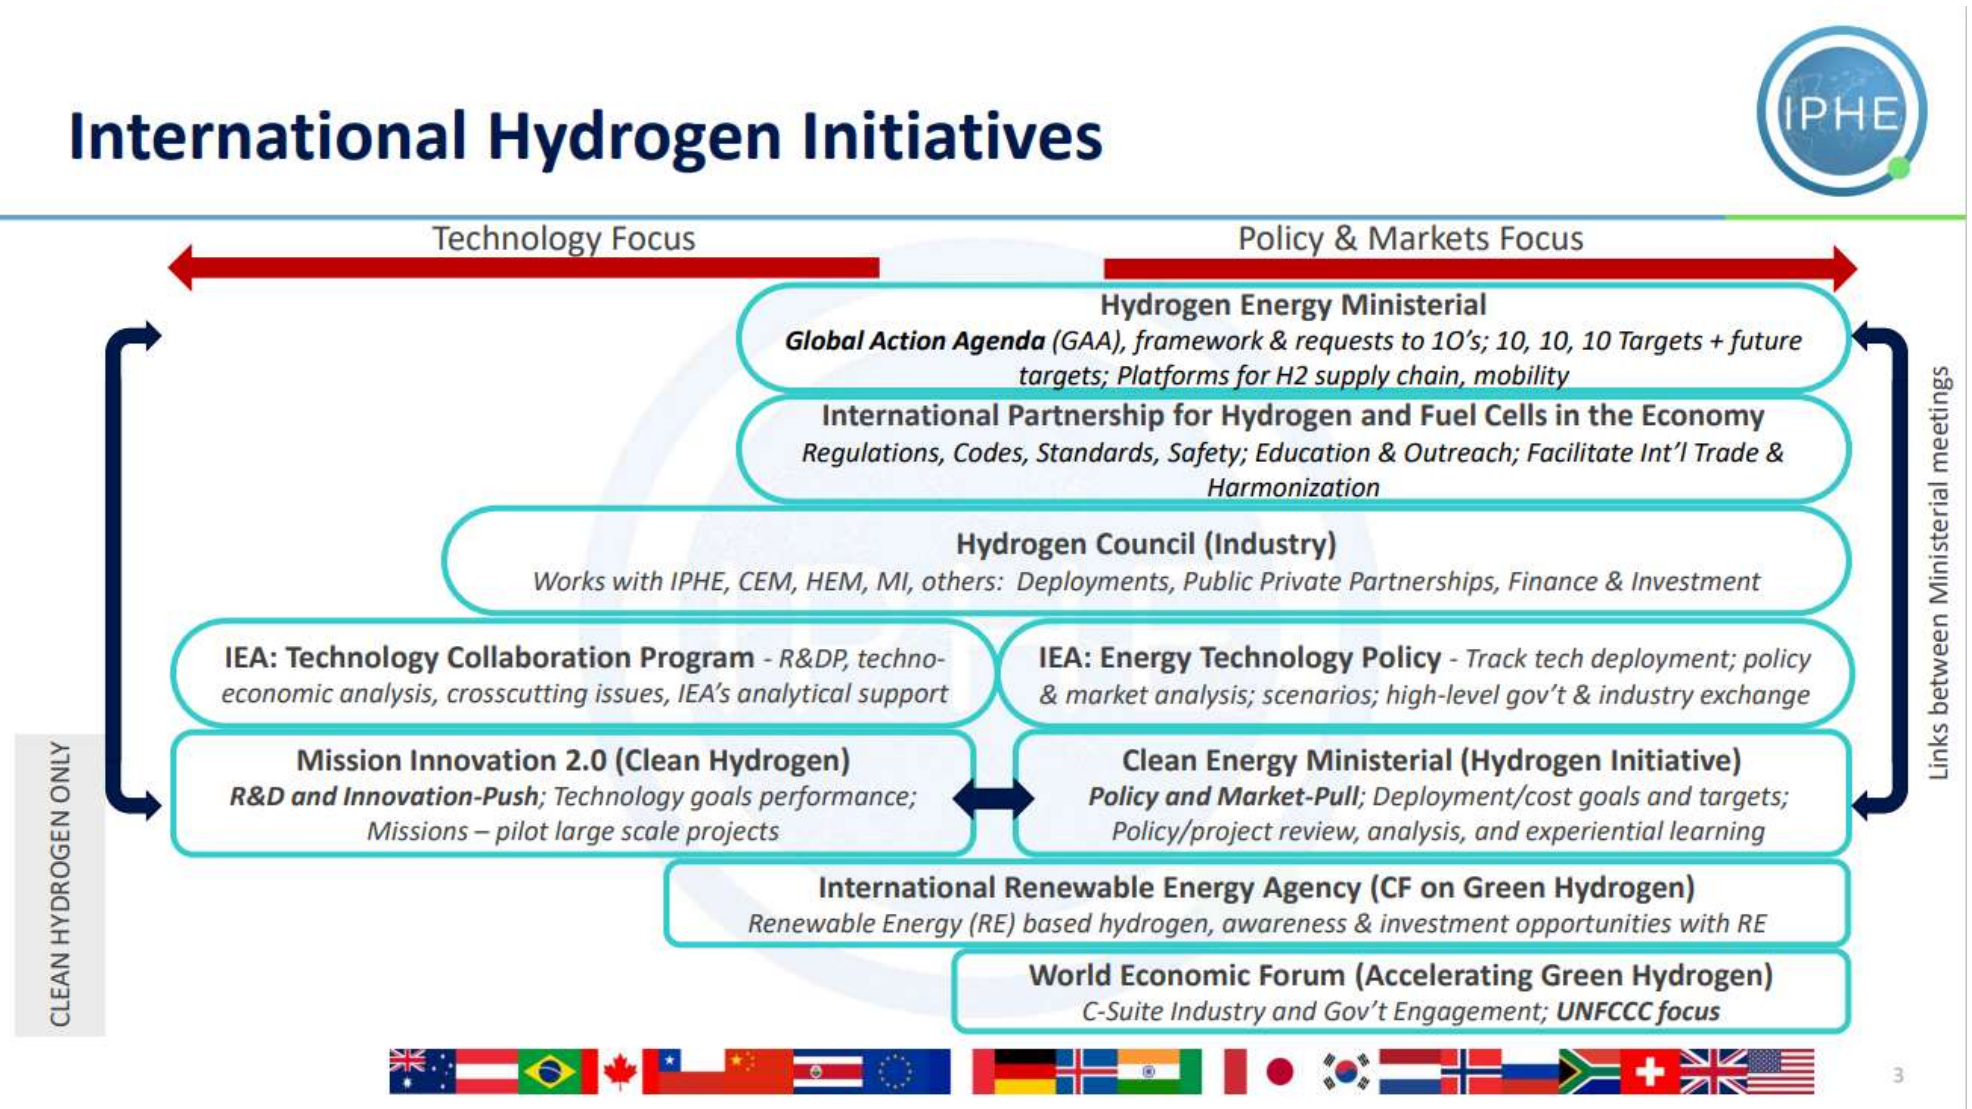 International Hydrogen Initiatives
IPHE
Technology Focus
Policy & Markets Focus
Hydrogen Energy Ministerial
Global Action Agenda (GAA), framework & requests to 1O's; 10, 10, 10 Targets + future
targets; Platforms for H2 supply chain, mobility
International Partnership for Hydrogen and Fuel Cells in the Economy
Regulations, Codes, Standards, Safety; Education & Outreach; Facilitate Int'l Trade &
Harmonization
Hydrogen Council (Industry)
Works with IPHE, CEM, HEM, MI, others: Deployments, Public Private Partnerships, Finance & Investment
IEA: Technology Collaboration Program - R&DP, techno-
economic analysis, crosscutting issues, IEA's analytical support
IEA: Energy Technology Policy - Track tech deployment; policy
& market analysis; scenarios; high-level gov't & industry exchange
Mission Innovation 2.0 (Clean Hydrogen)
R&D and Innovation-Push; Technology goals performance;
Missions – pilot large scale projects
Clean Energy Ministerial (Hydrogen Initiative)
Policy and Market-Pull; Deployment/cost goals and targets;
Policy/project review, analysis, and experiential learning
International Renewable Energy Agency (CF on Green Hydrogen)
Renewable Energy (RE) based hydrogen, awareness & investment opportunities with RE
World Economic Forum (Accelerating Green Hydrogen)
C-Suite Industry and Gov't Engagement; UNFCCC focus
CLEAN HYDROGEN ONLY
Links between Ministerial meetings
3